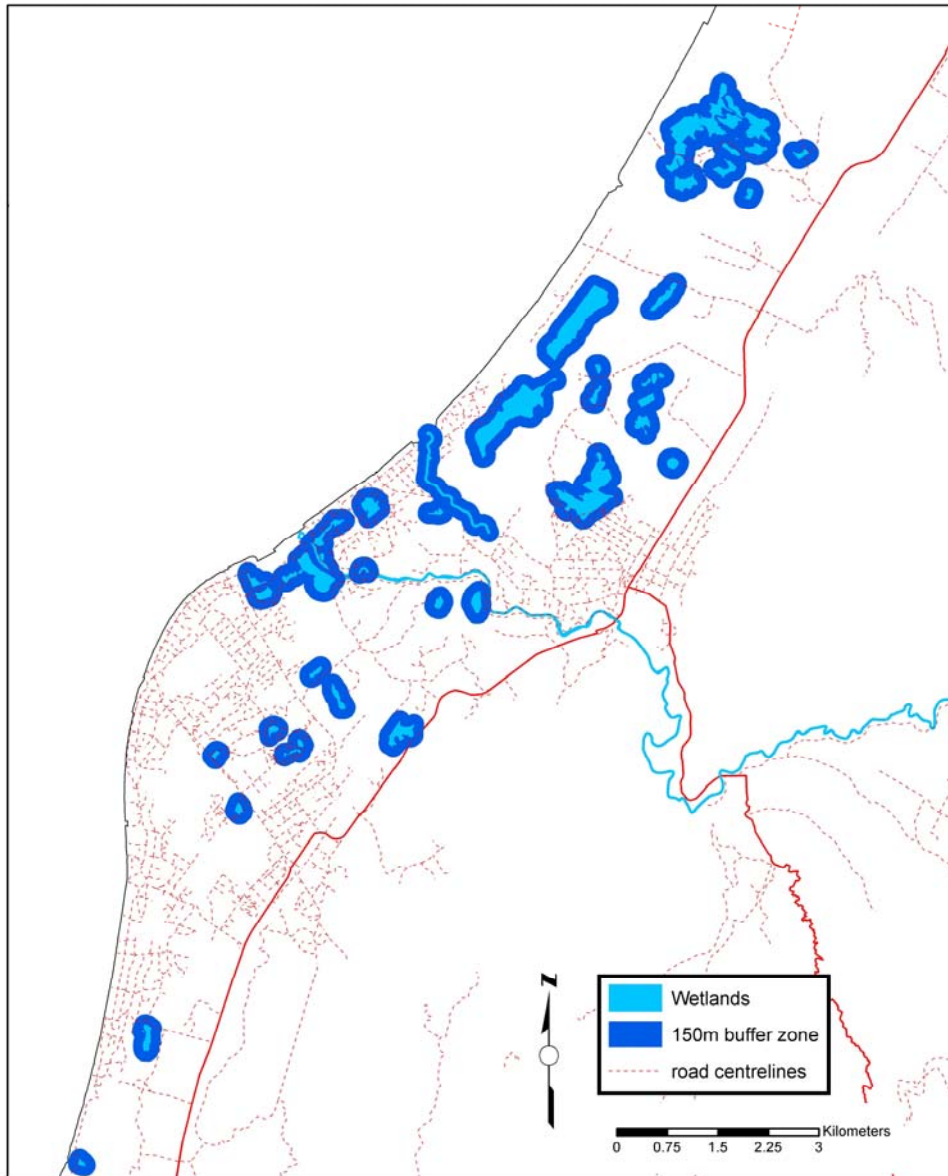 N
Wetlands
150m buffer zone
road centrelines
Kilometers
0 0.75 1.5 2.25 3